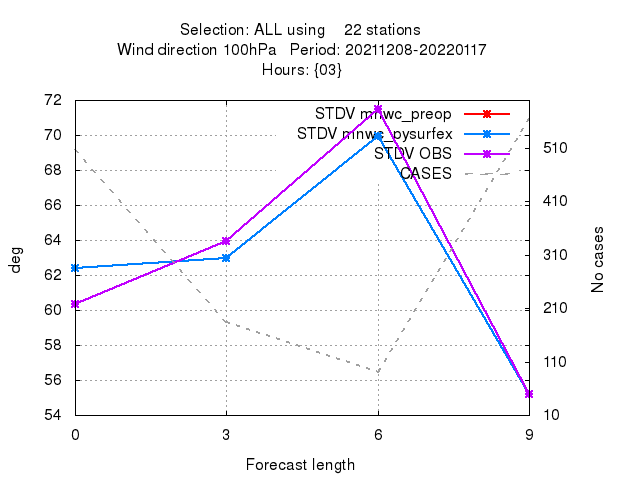 Selection: ALL using 22 stations
Wind direction 100hPa Period: 20211208-20220117
Hours: {03}
72
70
68
66
64
62
60
58
56
54
deg
STDV mnwc_preop
STDV mnwc_pysurfex
STDV OBS
CASES
510
410
310
210
110
10
No cases
0 3 6 9
Forecast length